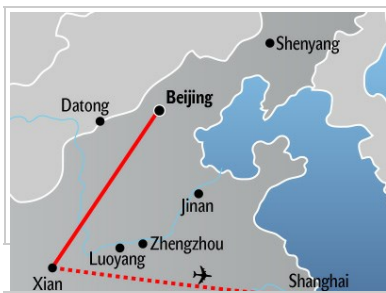 Shenyang
Datong
Beijing
Jinan
Zhengzhou
Luoyang
Xian
Shanghai